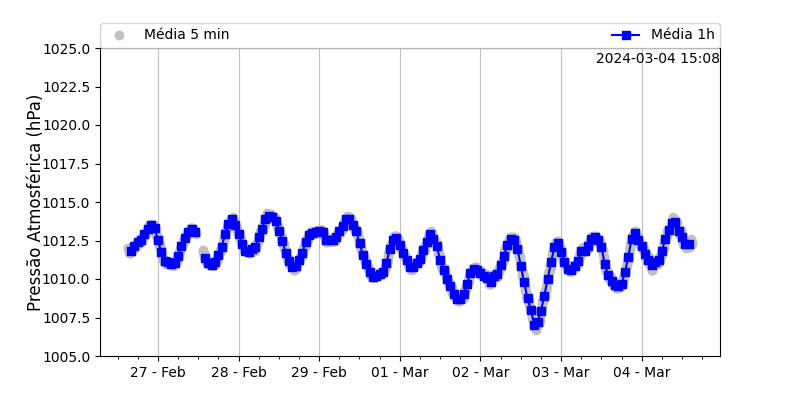 Média 5 min
Média 1h
2024-03-04 15:08
Pressão Atmosférica (hPa)
1025.0
1022.5
1020.0
1017.5
1015.0
1012.5
1010.0
1007.5
1005.0
27 - Feb
28 - Feb
29 - Feb
01 - Mar
02 - Mar
03 - Mar
04 - Mar